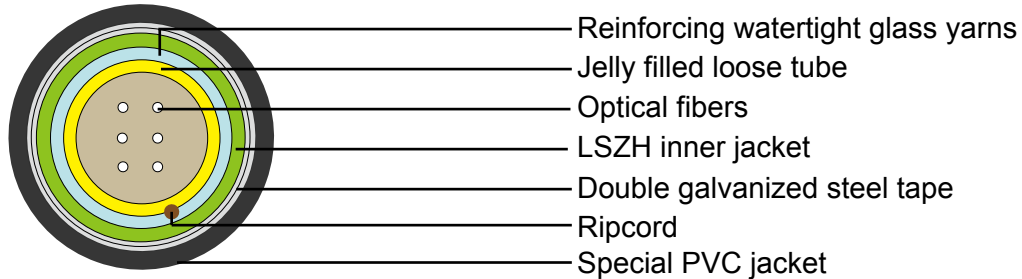 Reinforcing watertight glass yarns
Jelly filled loose tube
Optical fibers
LSZH inner jacket
Double galvanized steel tape
Ripcord
Special PVC jacket